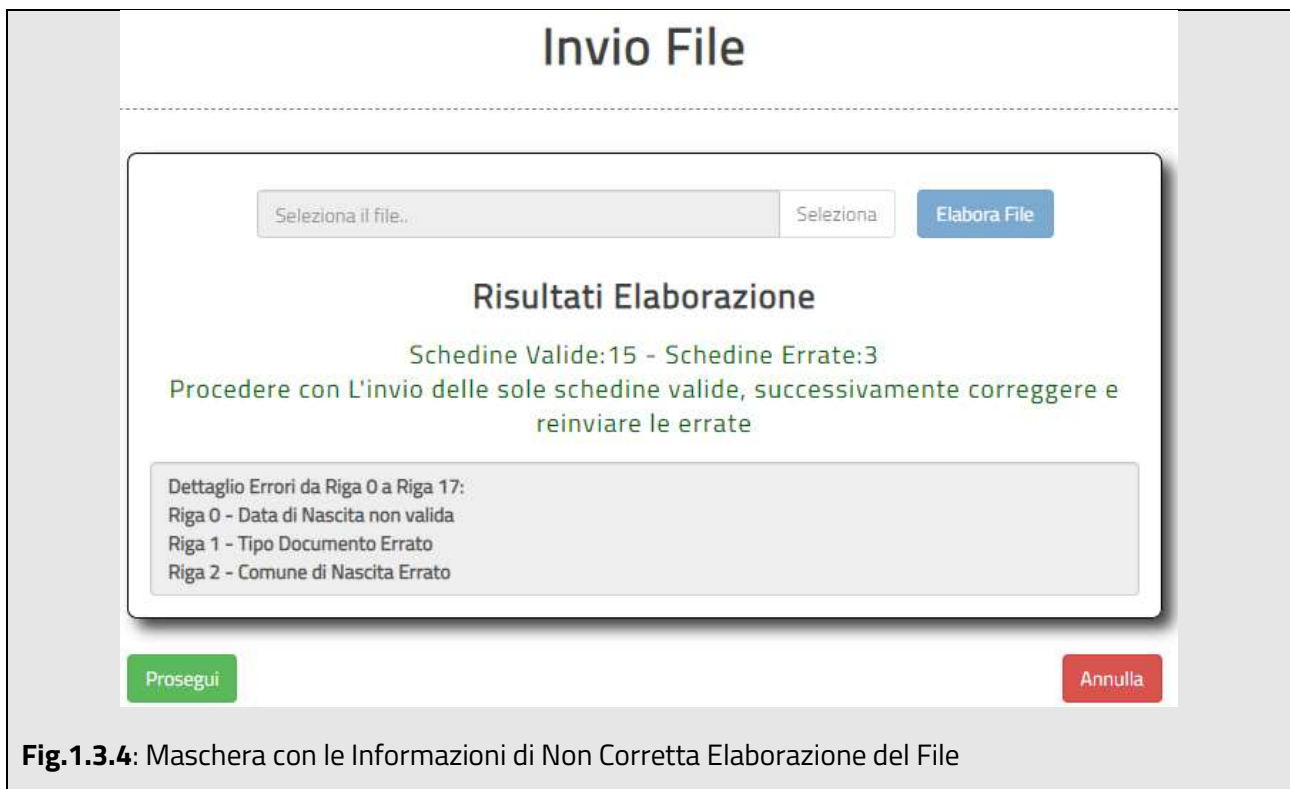 Invio File
Seleziona il file..
Seleziona
Elabora File
Risultati Elaborazione
Schedine Valide:15 - Schedine Errate:3
Procedere con L'invio delle sole schedine valide, successivamente correggere e
reinviare le errate
Dettaglio Errori da Riga 0 a Riga 17:
Riga 0 - Data di Nascita non valida
Riga 1 - Tipo Documento Errato
Riga 2 - Comune di Nascita Errato
Prosegui
Annulla
Fig.1.3.4: Maschera con le Informazioni di Non Corretta Elaborazione del File